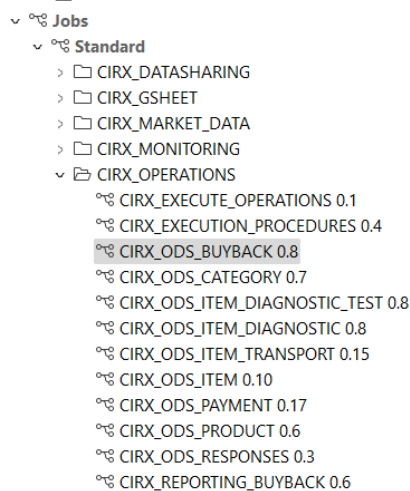 Jobs
Standard
CIRX_DATASHARING
CIRX_GSHEET
CIRX_MARKET_DATA
CIRX_MONITORING
CIRX_OPERATIONS
CIRX_EXECUTE_OPERATIONS 0.1
CIRX_EXECUTION_PROCEDURES 0.4
CIRX_ODS_BUYBACK 0.8
CIRX_ODS_CATEGORY 0.7
CIRX_ODS_ITEM_DIAGNOSTIC_TEST 0.8
CIRX_ODS_ITEM_DIAGNOSTIC 0.8
CIRX_ODS_ITEM_TRANSPORT 0.15
CIRX_ODS_ITEM 0.10
CIRX_ODS_PAYMENT 0.17
CIRX_ODS_PRODUCT 0.6
CIRX_ODS_RESPONSES 0.3
CIRX_REPORTING_BUYBACK 0.6